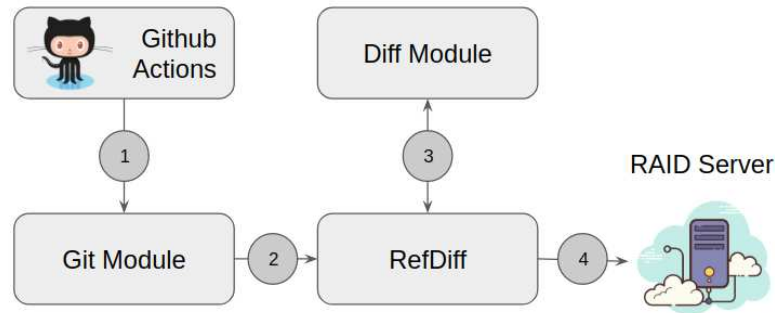 Github
Actions
Diff Module
1
3
RAID Server
Git Module
2
RefDiff
4